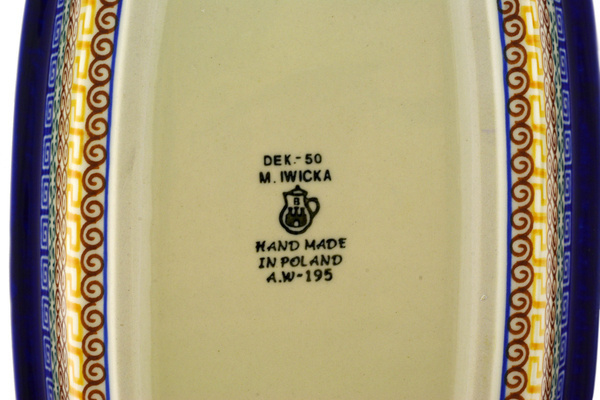 DEK.-50
M. IWICKA
B
HAND MADE
IN POLAND
A.W-195